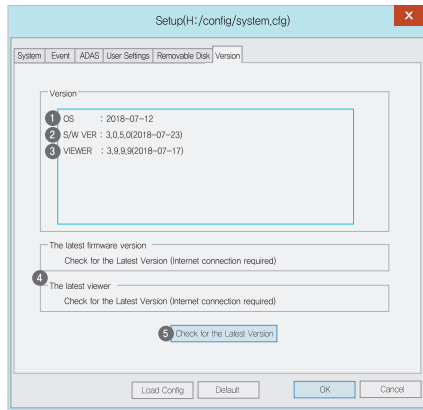 Setup(H:/config/system.cfg)
X
System Event ADAS User Settings Removable Disk Version
Version
1 OS : 2018-07-12
2 S/W VER : 3,0,5,0(2018-07-23)
3 VIEWER : 3,9,9,9(2018-07-17)
The latest firmware version
Check for the Latest Version (Internet connection required)
4
The latest viewer
Check for the Latest Version (Internet connection required)
5 Check for the Latest Version
Load Config Default OK Cancel